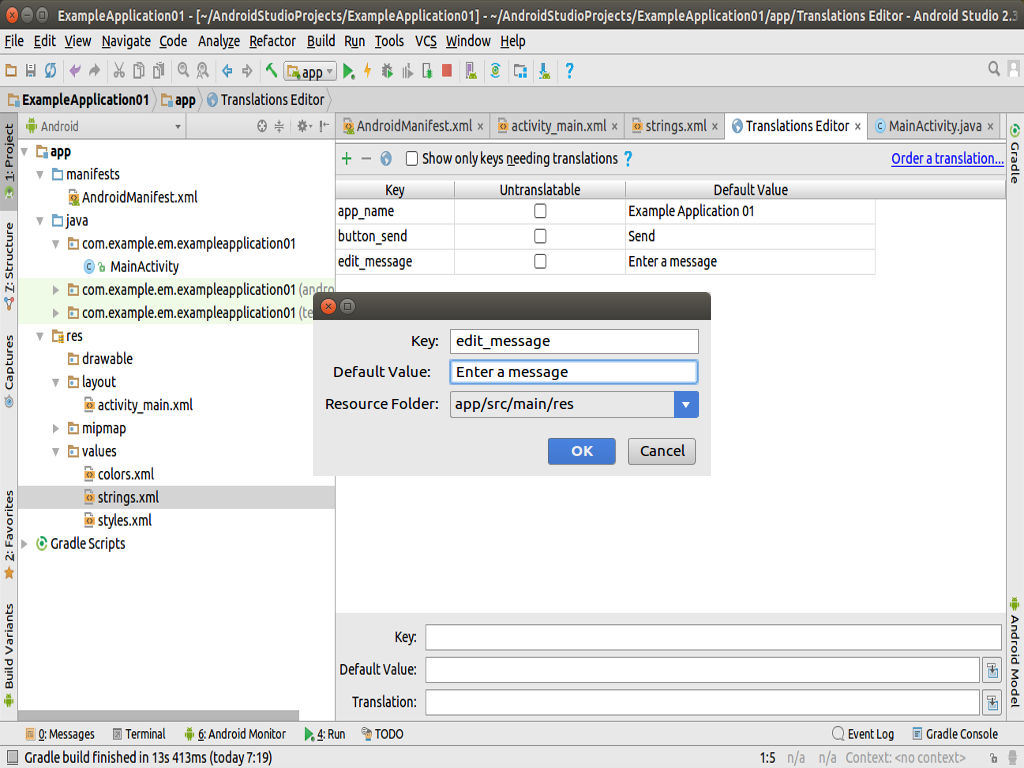 ExampleApplication01 - [~/AndroidStudioProjects/ExampleApplication01] - ~/AndroidStudioProjects/ExampleApplication01/app/Translations Editor - Android Studio 2.3
File Edit View Navigate Code Analyze Refactor Build Run Tools VCS Window Help
app
ExampleApplication01 app Translations Editor
1: Project
Z: Structure
Captures
2: Favorites
Build Variants
Android
app
manifests
AndroidManifest.xml
java
com.example.em.exampleapplication01
MainActivity
com.example.em.exampleapplication01 (andro
com.example.em.exampleapplication01 (te
res
drawable
layout
activity_main.xml
mipmap
values
colors.xml
strings.xml
styles.xml
Gradle Scripts
AndroidManifest.xml activity_main.xml strings.xml Translations Editor MainActivity.java
Show only keys needing translations ? Order a translation...
Key Untranslatable Default Value
app_name Example Application 01
button_send Send
edit_message Enter a message
Key: edit_message
Default Value: Enter a message
Resource Folder: app/src/main/res
OK Cancel
Key:
Default Value:
Translation:
Gradle
Android Model
0: Messages Terminal 6: Android Monitor 4: Run TODO Event Log Gradle Console
Gradle build finished in 13s 413ms (today 7:19) 1:5 n/a n/a Context: <no context>